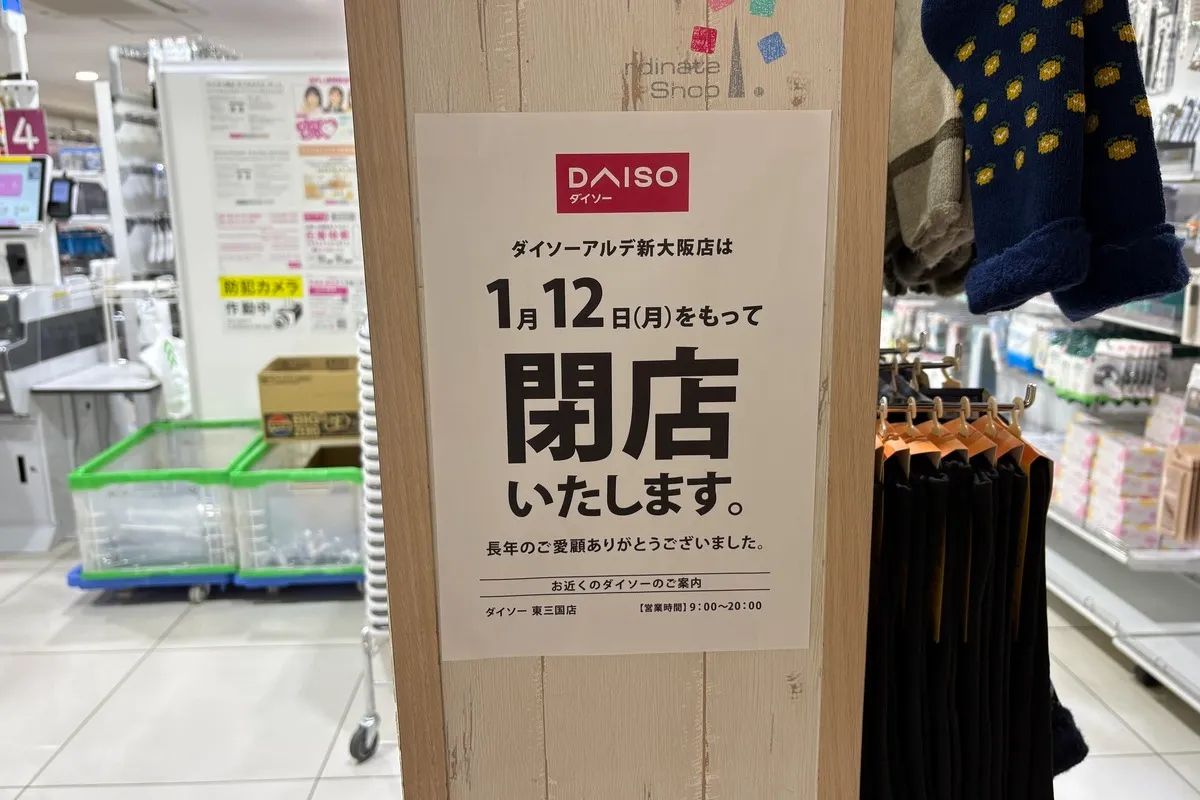 rdinate
Shop
DAISO
ダイソー
ダイソーアルデ新大阪店は
1月12日(月)をもって
閉店
いたします。
長年のご愛顧ありがとうございました。
お近くのダイソーのご案内
ダイソー 東三国店 【営業時間】9:00~20:00
4
防犯カメラ
作動中